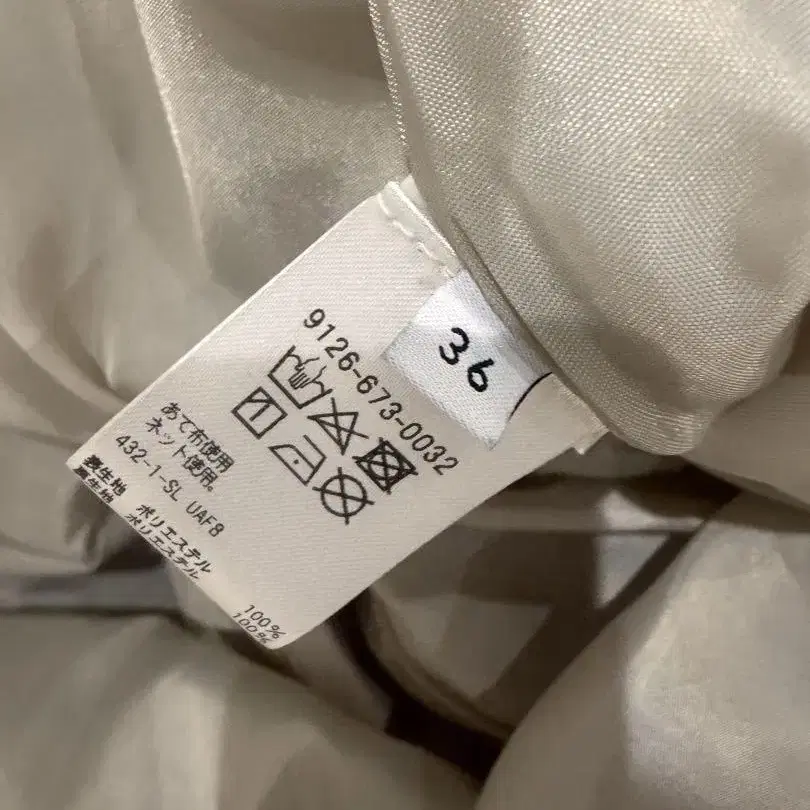 36
9126-673-0032
あて布使用
ネット使用。
432-1-SL UAF8
表生地 ポリエステル 100%
裏生地 ポリエステル 100%